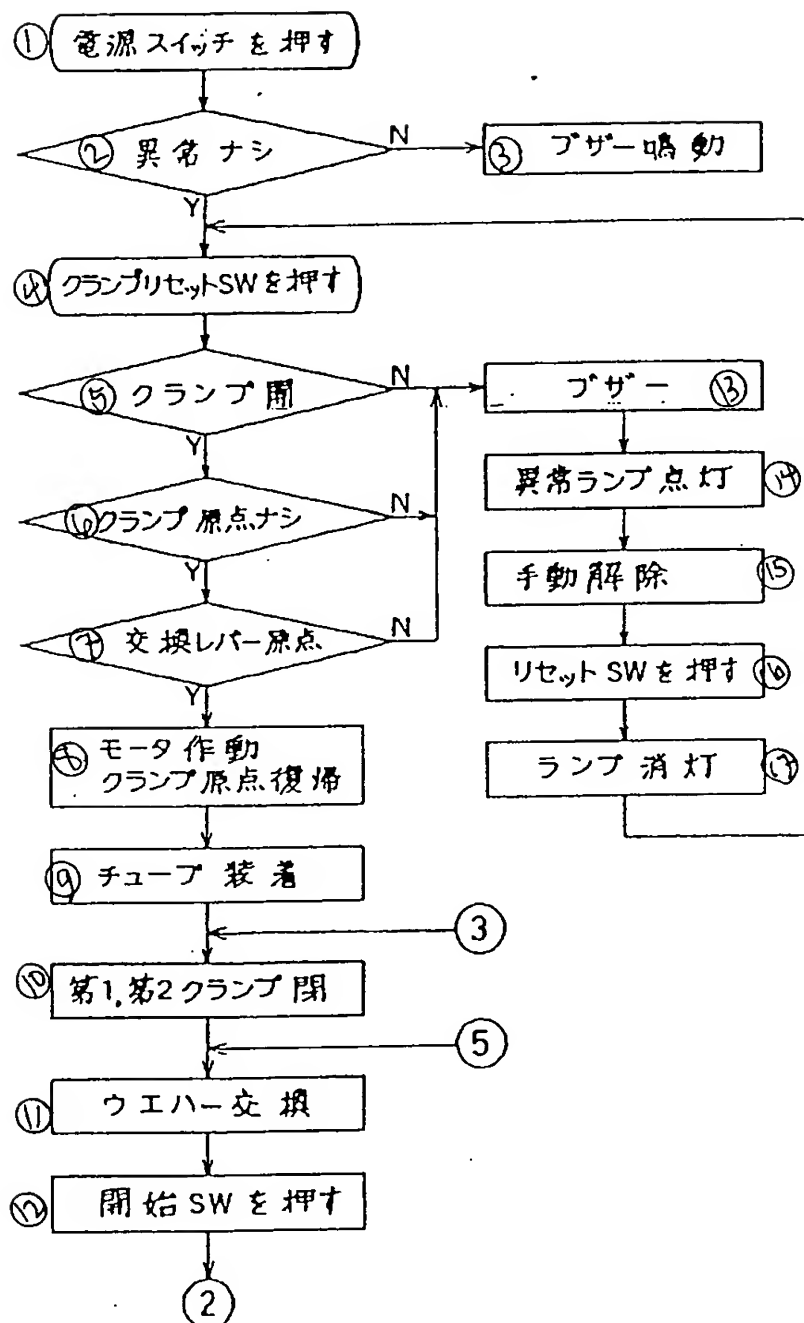 ① 電源スイッチを押す
② 異常ナシ
N
③ ブザー鳴動
Y
④ クランプリセットSWを押す
⑤ クランプ開
N
⑬ ブザー
Y
⑭ 異常ランプ点灯
⑥ クランプ原点ナシ
N
⑮ 手動解除
Y
⑦ 交換レバー原点
N
⑯ リセットSWを押す
Y
⑧ モータ作動
クランプ原点復帰
⑰ ランプ消灯
⑨ チューブ装着
③
⑩ 第1,第2クランプ閉
⑤
⑪ ウエハー交換
⑫ 開始SWを押す
②